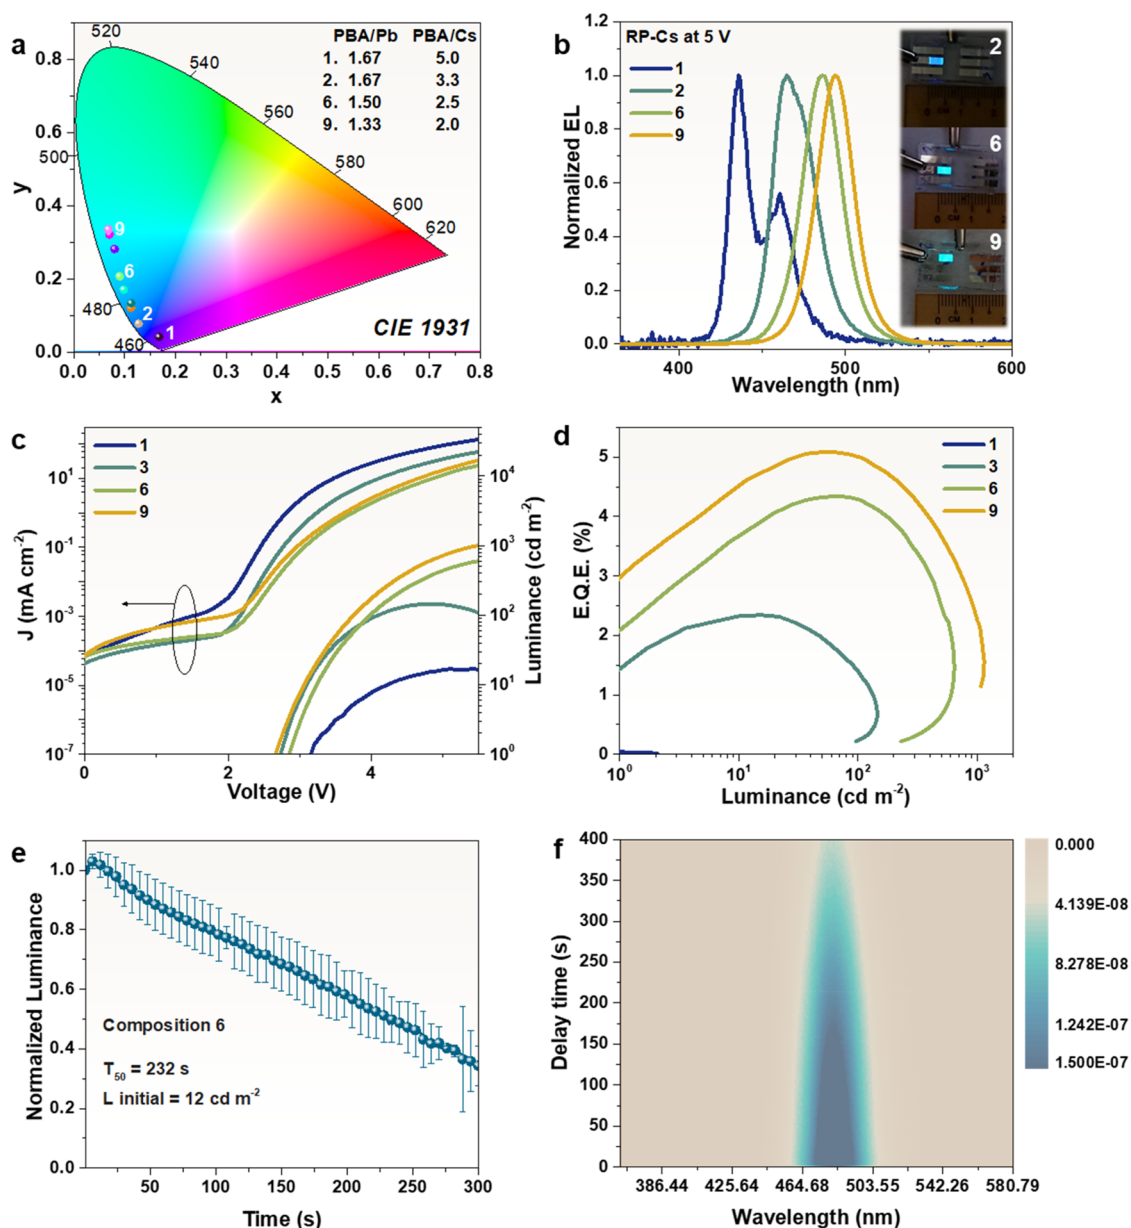 a
PBA/Pb PBA/Cs
1. 1.67 5.0
2. 1.67 3.3
6. 1.50 2.5
9. 1.33 2.0
520
540
560
580
600
620
500
480
460
9
6
2
1
CIE 1931
0.8
0.6
0.4
0.2
0.0
y
0.0 0.1 0.2 0.3 0.4 0.5 0.6 0.7 0.8
x
b
RP-Cs at 5 V
1
2
6
9
2
6
9
1.2
1.0
0.8
0.6
0.4
0.2
0.0
Normalized EL
400 450 500 550 600
Wavelength (nm)
c
1
3
6
9
10¹
10⁻¹
10⁻³
10⁻⁵
10⁻⁷
J (mA cm⁻²)
10⁴
10³
10²
10¹
10⁰
Luminance (cd m⁻²)
0 2 4
Voltage (V)
d
1
3
6
9
5
4
3
2
1
0
E.Q.E. (%)
10⁰ 10¹ 10² 10³
Luminance (cd m⁻²)
e
1.0
0.8
0.6
0.4
0.2
0.0
Normalized Luminance
Composition 6
T₅₀ = 232 s
L initial = 12 cd m⁻²
50 100 150 200 250 300
Time (s)
f
400
350
300
250
200
150
100
50
0
Delay time (s)
0.000
4.139E-08
8.278E-08
1.242E-07
1.500E-07
386.44 425.64 464.68 503.55 542.26 580.79
Wavelength (nm)